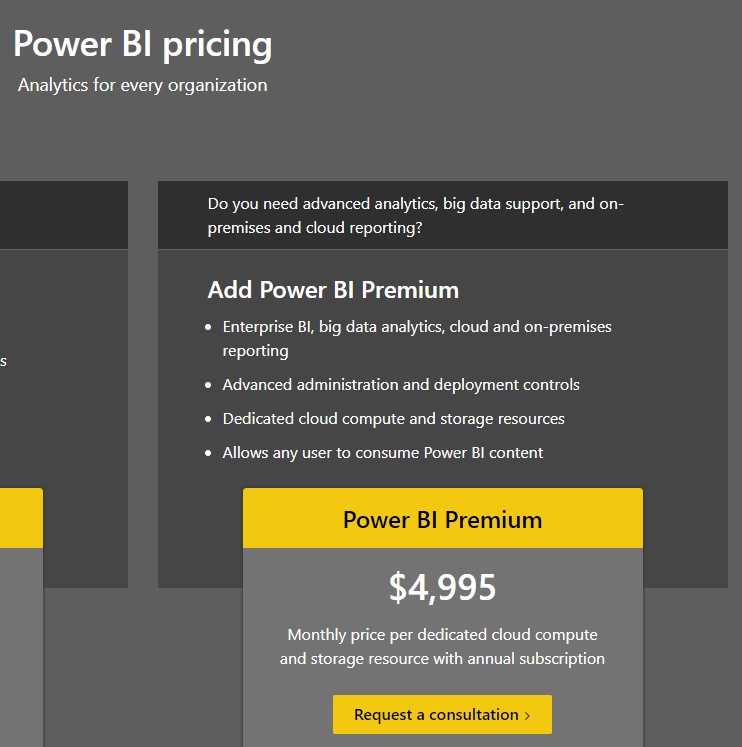 Power BI pricing
Analytics for every organization
Do you need advanced analytics, big data support, and on-
premises and cloud reporting?
Add Power BI Premium
• Enterprise BI, big data analytics, cloud and on-premises
reporting
s
• Advanced administration and deployment controls
• Dedicated cloud compute and storage resources
• Allows any user to consume Power BI content
Power BI Premium
$4,995
Monthly price per dedicated cloud compute
and storage resource with annual subscription
Request a consultation ›